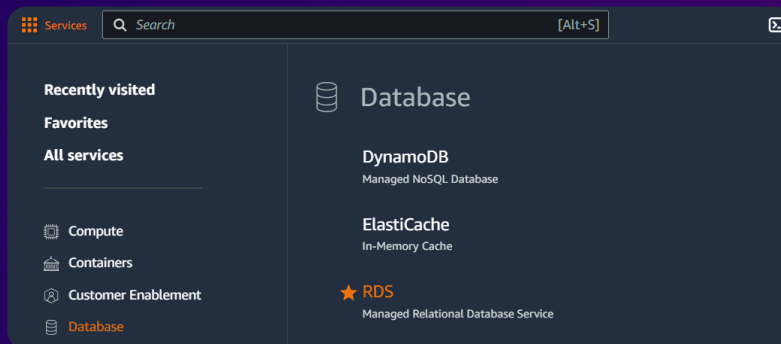 Services
Search
[Alt+S]
Recently visited
Favorites
All services
Compute
Containers
Customer Enablement
Database
Database
DynamoDB
Managed NoSQL Database
ElastiCache
In-Memory Cache
RDS
Managed Relational Database Service